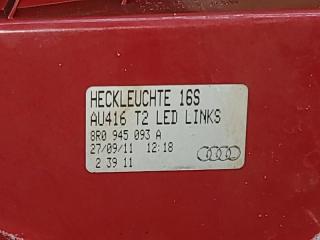 HECKLEUCHTE 16S
AU416 T2 LED LINKS
8R0 945 093 A
27/09/11 12:18
2 39 11